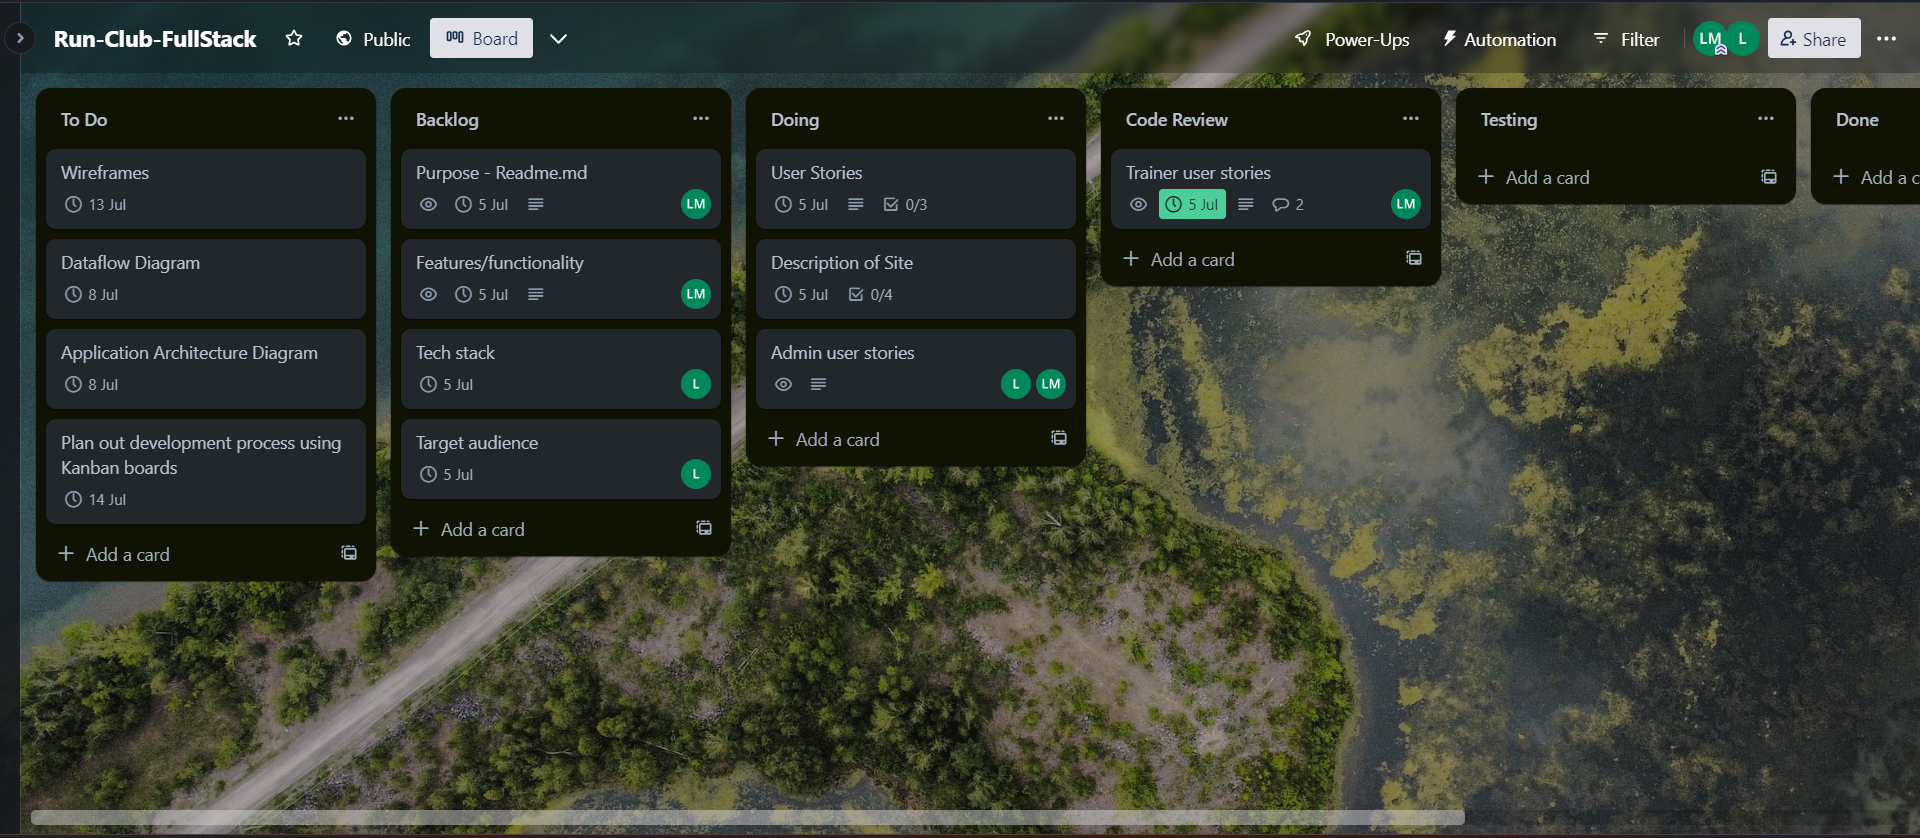 Run-Club-FullStack
Public
Board
Power-Ups
Automation
Filter
LM
L
Share
To Do
Wireframes
13 Jul
Dataflow Diagram
8 Jul
Application Architecture Diagram
8 Jul
Plan out development process using
Kanban boards
14 Jul
+ Add a card
Backlog
Purpose - Readme.md
5 Jul
LM
Features/functionality
5 Jul
LM
Tech stack
5 Jul
L
Target audience
5 Jul
L
+ Add a card
Doing
User Stories
5 Jul
0/3
Description of Site
5 Jul
0/4
Admin user stories
L
LM
+ Add a card
Code Review
Trainer user stories
5 Jul
2
LM
+ Add a card
Testing
+ Add a card
Done
+ Add a c